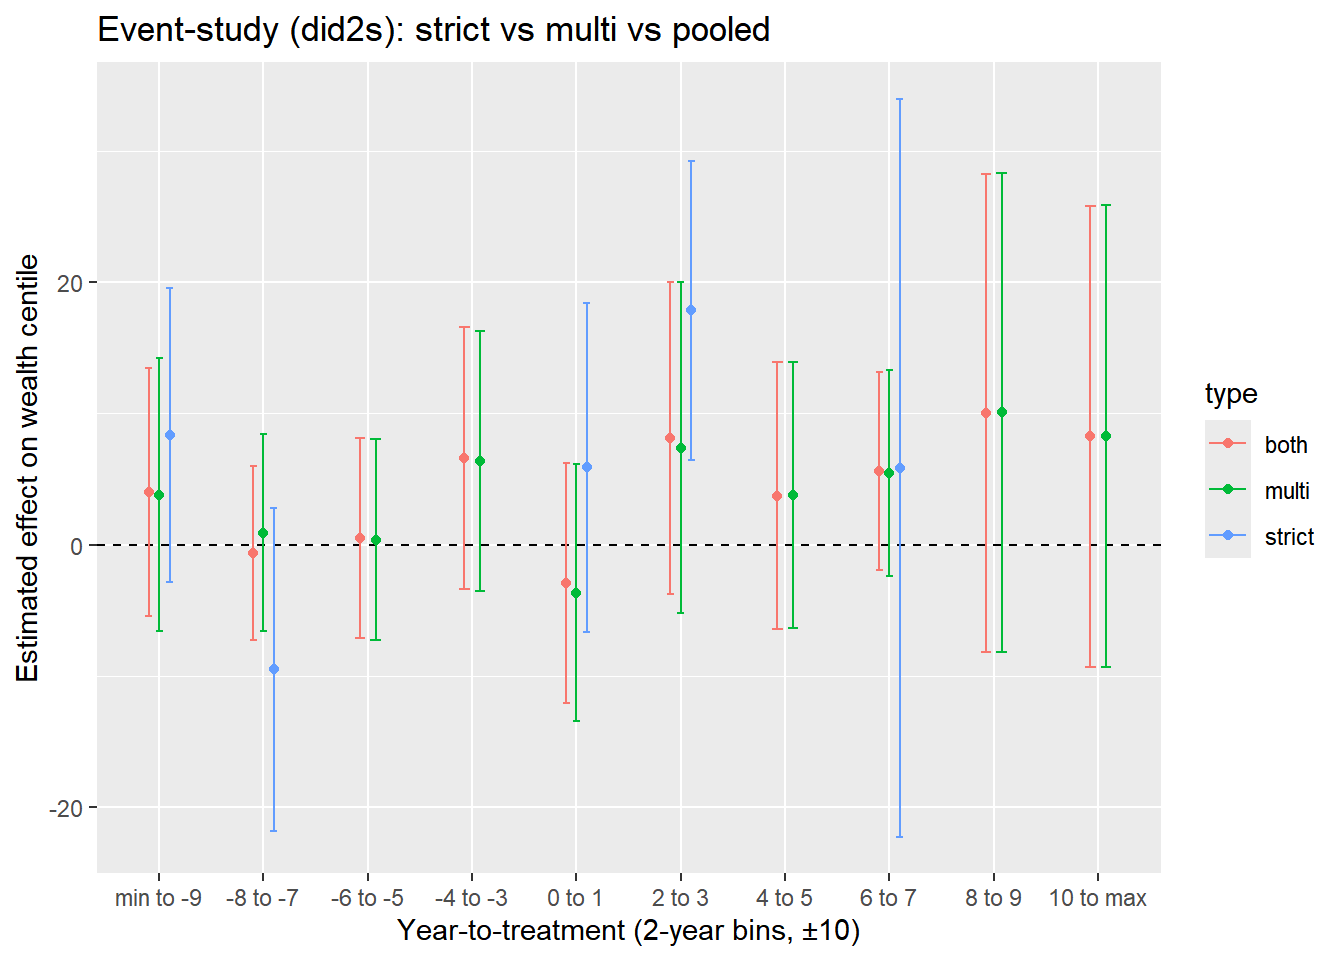 Event-study (did2s): strict vs multi vs pooled
Estimated effect on wealth centile
20
0
-20
min to -9
-8 to -7
-6 to -5
-4 to -3
0 to 1
2 to 3
4 to 5
6 to 7
8 to 9
10 to max
Year-to-treatment (2-year bins, ±10)
type
both
multi
strict